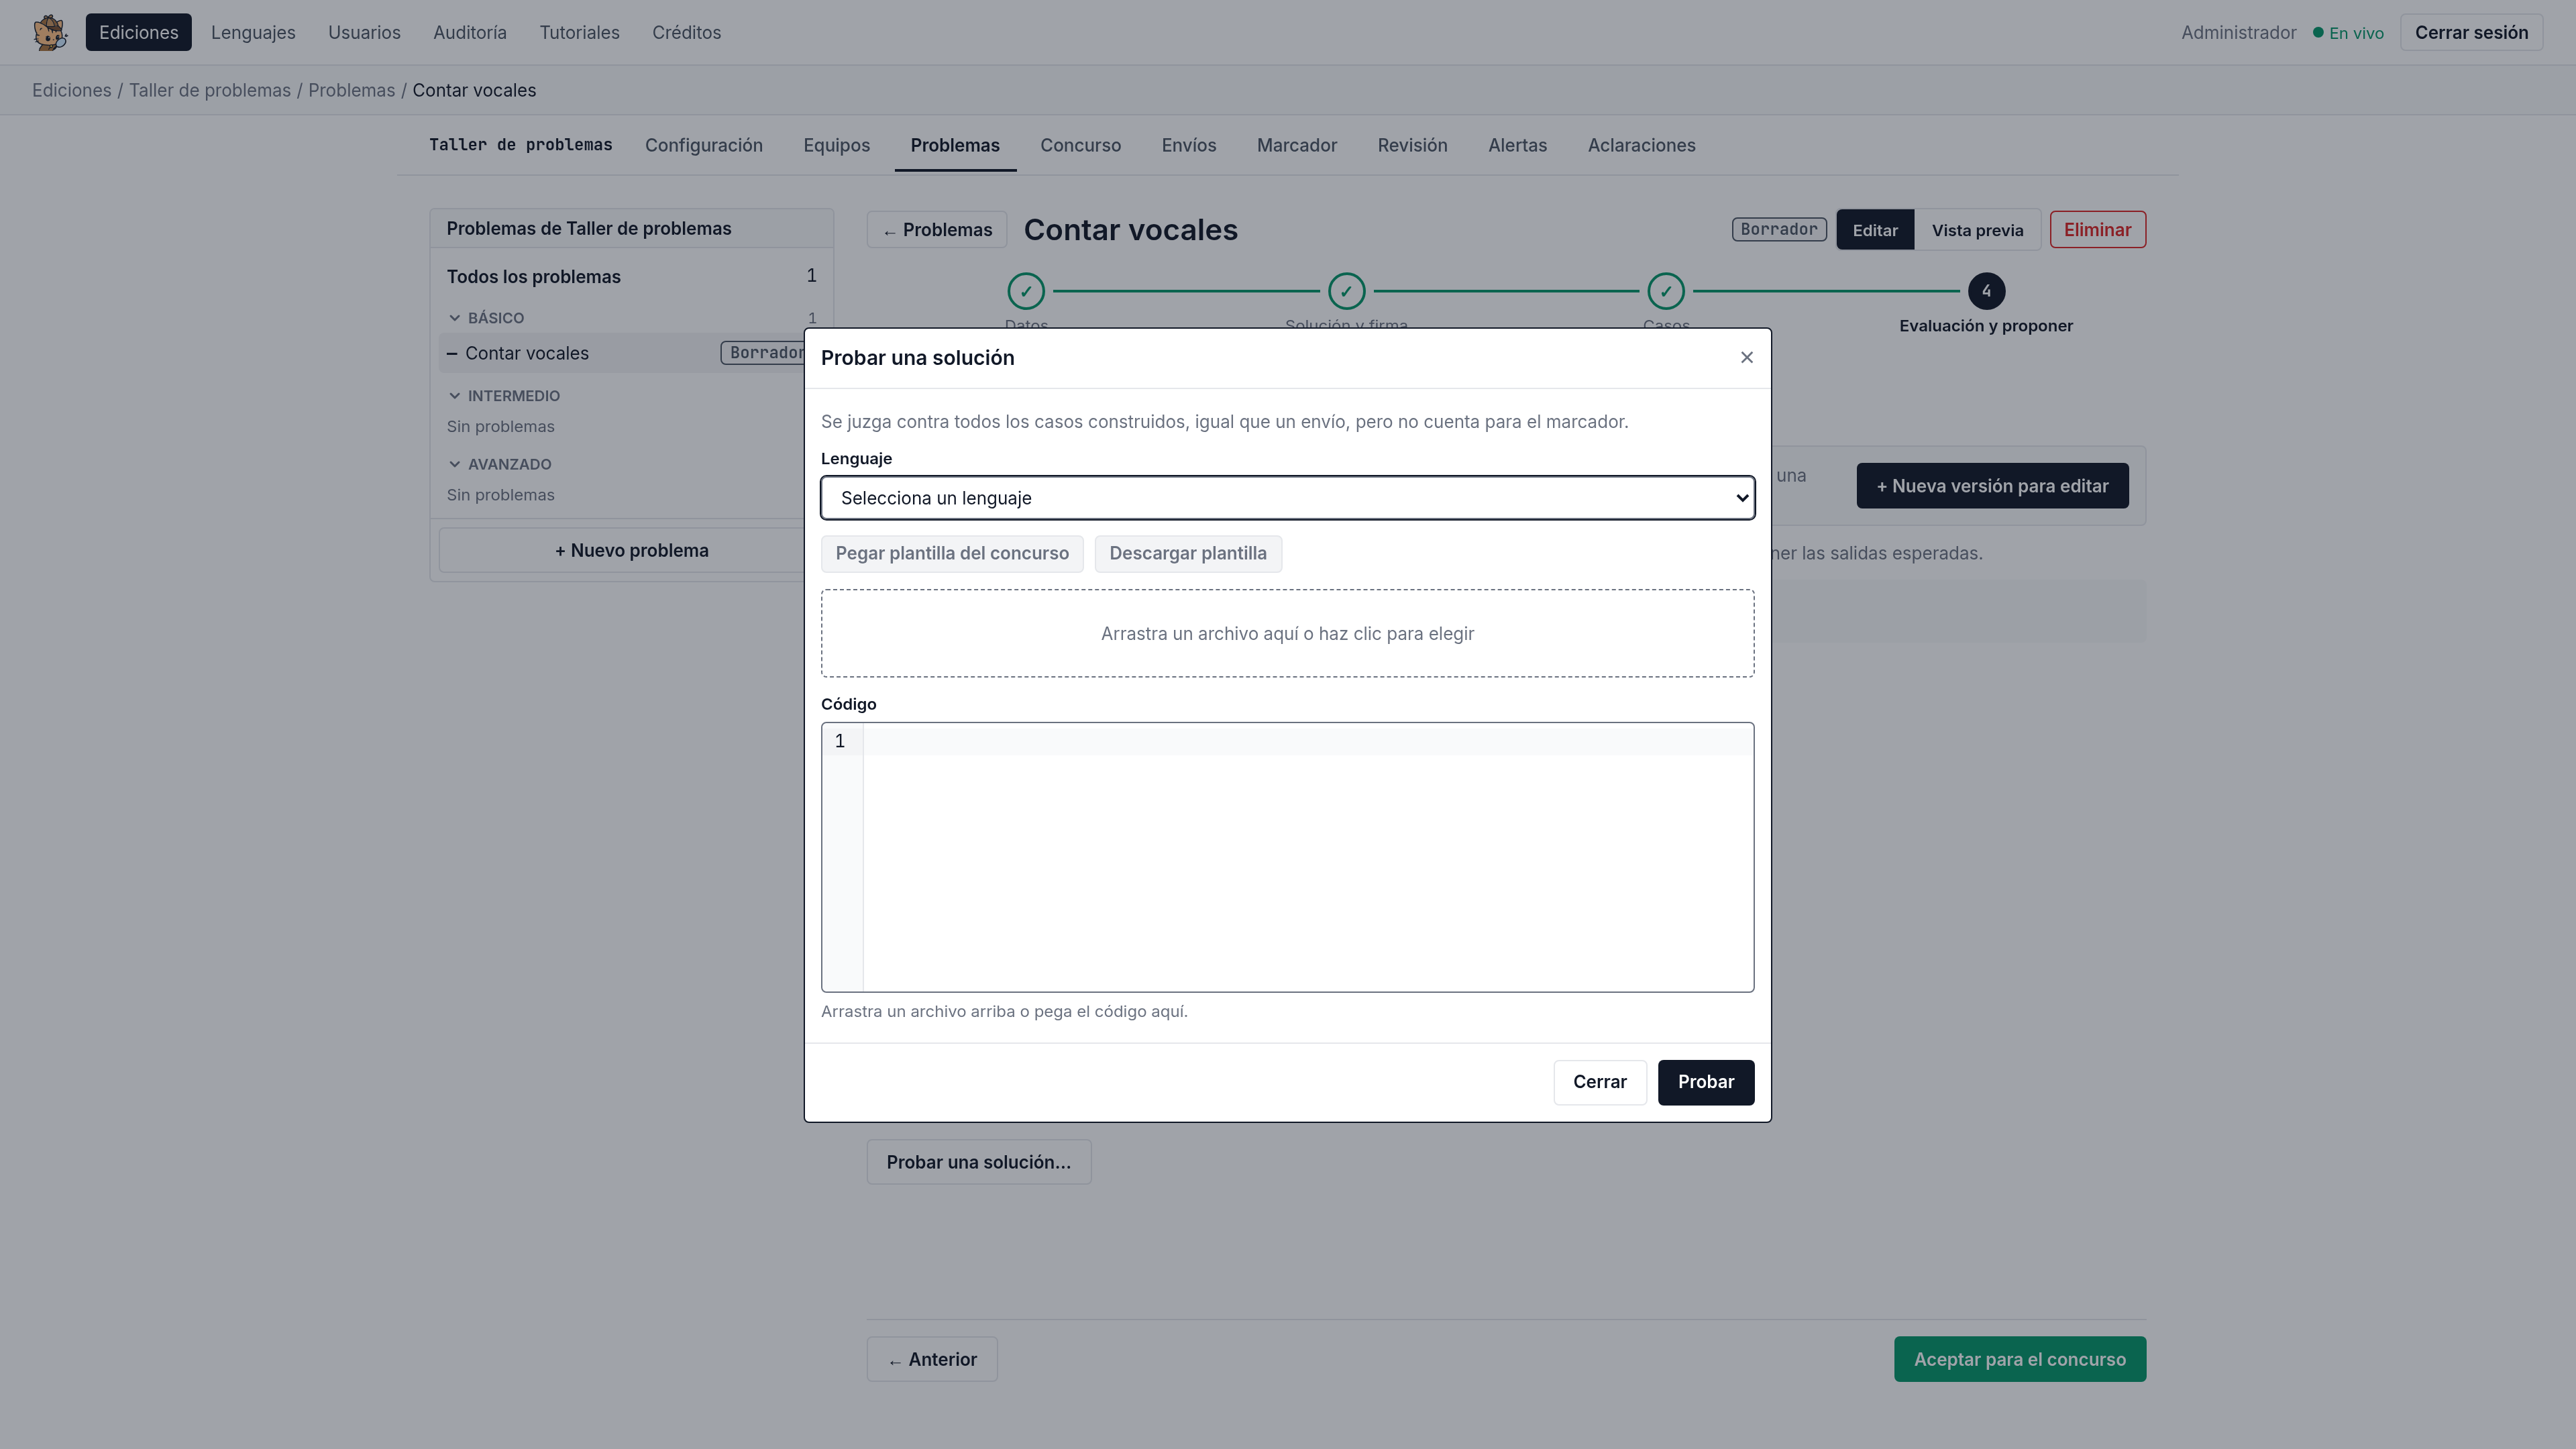 Ediciones Lenguajes Usuarios Auditoría Tutoriales Créditos Administrador En vivo Cerrar sesión
Ediciones / Taller de problemas / Problemas / Contar vocales
Taller de problemas Configuración Equipos Problemas Concurso Envíos Marcador Revisión Alertas Aclaraciones
Problemas de Taller de problemas
Todos los problemas 1
BÁSICO 1
– Contar vocales Borrador
INTERMEDIO
Sin problemas
AVANZADO
Sin problemas
+ Nuevo problema
← Problemas Contar vocales Borrador Editar Vista previa Eliminar
✓ ✓ ✓ 4
Datos Solución y firma Casos Evaluación y proponer
una + Nueva versión para editar
ner las salidas esperadas.
Probar una solución ✕
Se juzga contra todos los casos construidos, igual que un envío, pero no cuenta para el marcador.
Lenguaje
Selecciona un lenguaje
Pegar plantilla del concurso Descargar plantilla
Arrastra un archivo aquí o haz clic para elegir
Código
1
Arrastra un archivo arriba o pega el código aquí.
Cerrar Probar
Probar una solución...
← Anterior Aceptar para el concurso